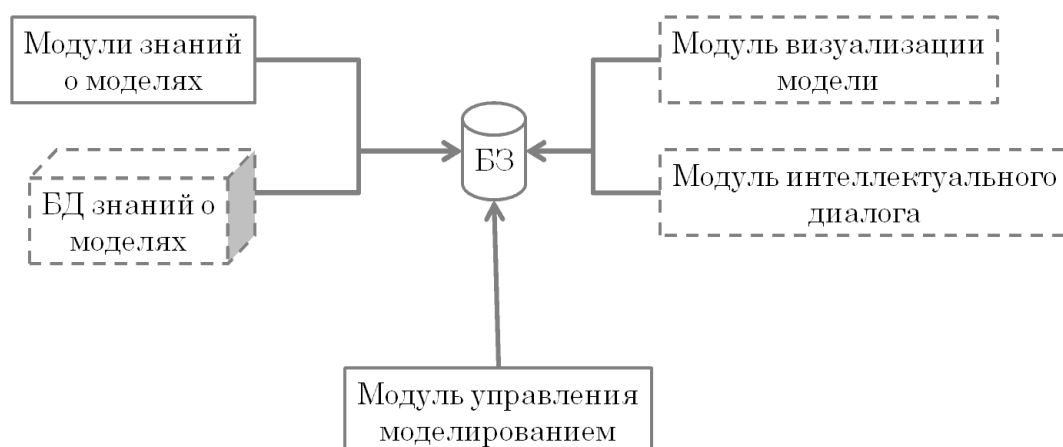 Модули знаний
о моделях
БД знаний о
моделях
БЗ
Модуль визуализации
модели
Модуль интеллектуального
диалога
Модуль управления
моделированием